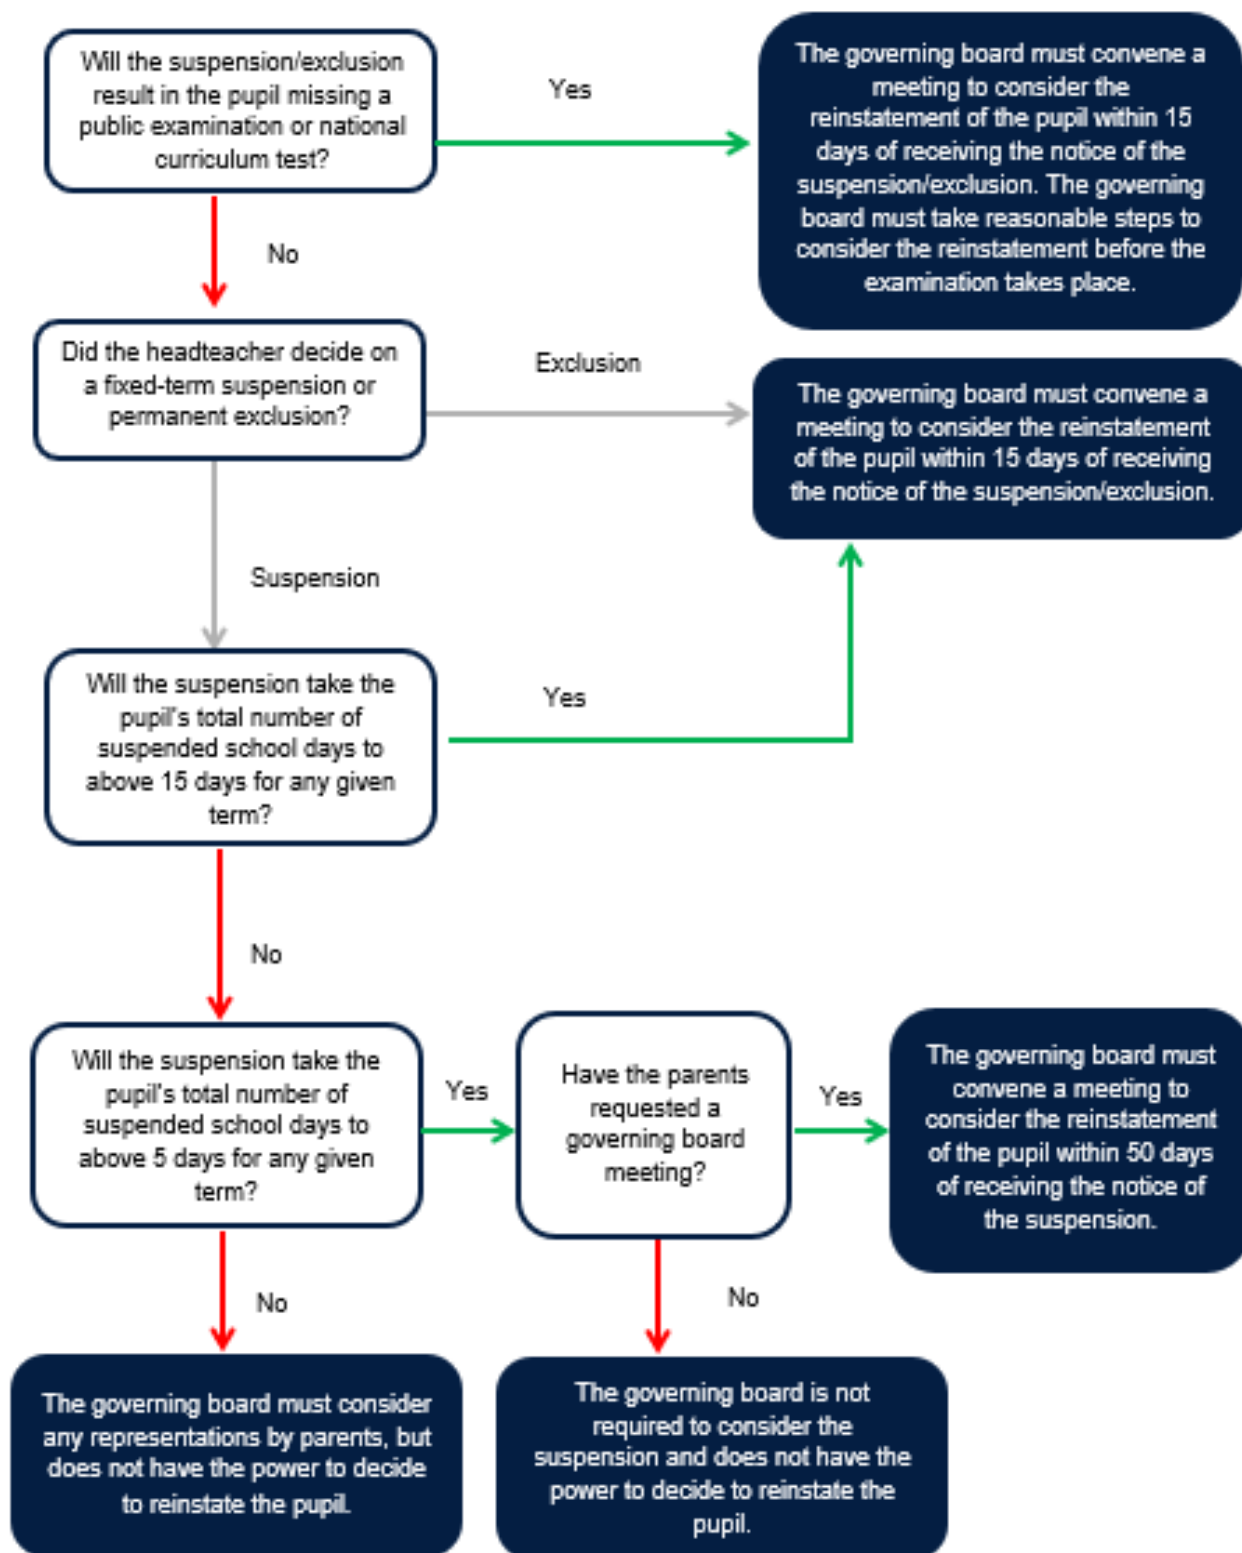 Will the suspension/exclusion
result in the pupil missing a
public examination or national
curriculum test?
Yes
The governing board must convene a
meeting to consider the
reinstatement of the pupil within 15
days of receiving the notice of the
suspension/exclusion. The governing
board must take reasonable steps to
consider the reinstatement before the
examination takes place.
No
Did the headteacher decide on
a fixed-term suspension or
permanent exclusion?
Exclusion
The governing board must convene a
meeting to consider the reinstatement
of the pupil within 15 days of receiving
the notice of the suspension/exclusion.
Suspension
Will the suspension take the
pupil's total number of
suspended school days to
above 15 days for any given
term?
Yes
No
Will the suspension take the
pupil's total number of
suspended school days to
above 5 days for any given
term?
Yes
Have the parents
requested a
governing board
meeting?
Yes
The governing board must
convene a meeting to
consider the reinstatement
of the pupil within 50 days
of receiving the notice of
the suspension.
No
No
The governing board must consider
any representations by parents, but
does not have the power to decide
to reinstate the pupil.
The governing board is not
required to consider the
suspension and does not have the
power to decide to reinstate the
pupil.